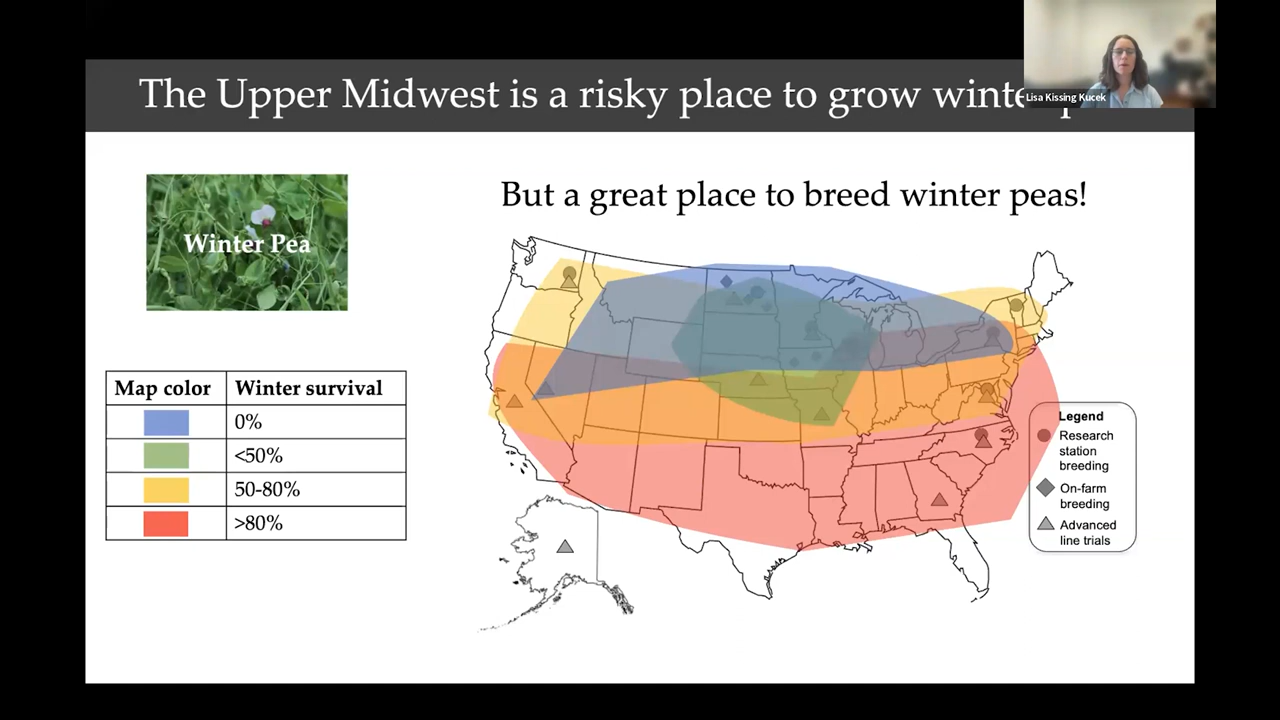 The Upper Midwest is a risky place to grow winte
Lisa Kissing Kucek
But a great place to breed winter peas!
Winter Pea
Map color Winter survival
0%
<50%
50-80%
>80%
Legend
Research
station
breeding
On-farm
breeding
Advanced
line trials